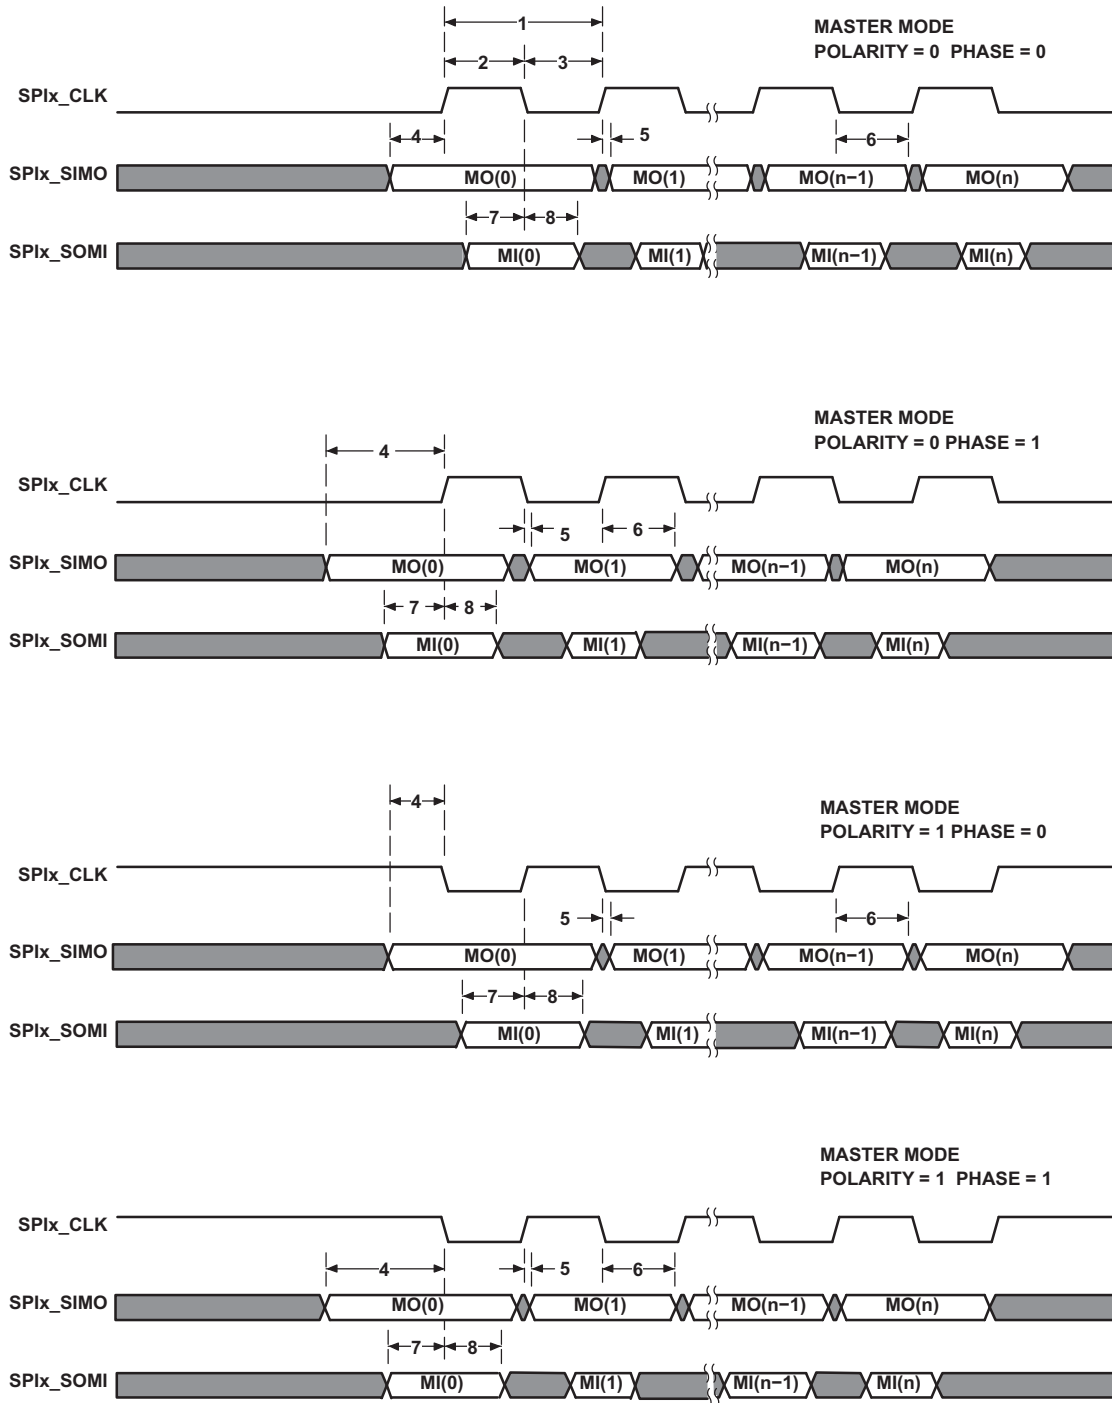 1
MASTER MODE
POLARITY = 0 PHASE = 0
2 3
SPIx_CLK
4 5 6
SPIx_SIMO MO(0) MO(1) MO(n−1) MO(n)
7 8
SPIx_SOMI MI(0) MI(1) MI(n−1) MI(n)
MASTER MODE
POLARITY = 0 PHASE = 1
4
SPIx_CLK
5 6
SPIx_SIMO MO(0) MO(1) MO(n−1) MO(n)
7 8
SPIx_SOMI MI(0) MI(1) MI(n−1) MI(n)
4
MASTER MODE
POLARITY = 1 PHASE = 0
SPIx_CLK
5 6
SPIx_SIMO MO(0) MO(1) MO(n−1) MO(n)
7 8
SPIx_SOMI MI(0) MI(1) MI(n−1) MI(n)
MASTER MODE
POLARITY = 1 PHASE = 1
SPIx_CLK
4 5 6
SPIx_SIMO MO(0) MO(1) MO(n−1) MO(n)
7 8
SPIx_SOMI MI(0) MI(1) MI(n−1) MI(n)